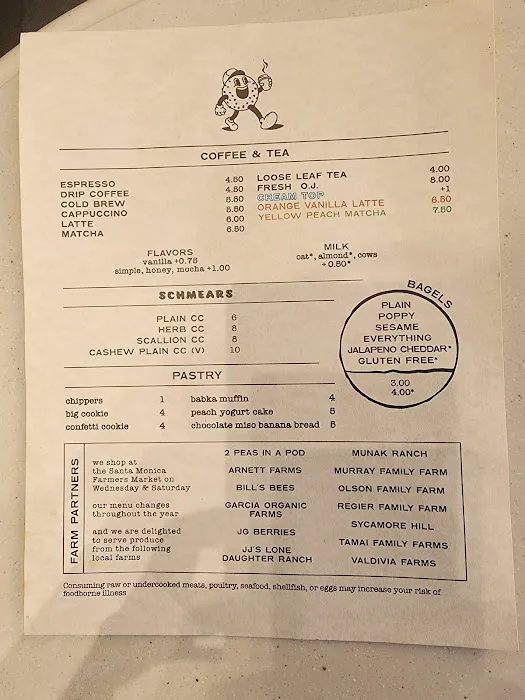 COFFEE & TEA
ESPRESSO 4.50
DRIP COFFEE 4.50
COLD BREW 5.50
CAPPUCCINO 5.50
LATTE 6.00
MATCHA 6.50
LOOSE LEAF TEA 4.00
FRESH O.J. 8.00
CREAM TOP +1
ORANGE VANILLA LATTE 8.50
YELLOW PEACH MATCHA 7.50
FLAVORS
vanilla +0.75
simple, honey, mocha +1.00
MILK
oat*, almond*, cows
+0.50*
SCHMEARS
PLAIN CC 6
HERB CC 8
SCALLION CC 8
CASHEW PLAIN CC (V) 10
BAGELS
PLAIN
POPPY
SESAME
EVERYTHING
JALAPENO CHEDDAR*
GLUTEN FREE*
3.00
4.00*
PASTRY
chippers 1
big cookie 4
confetti cookie 4
babka muffin 4
peach yogurt cake 5
chocolate miso banana bread 5
FARM PARTNERS
we shop at
the Santa Monica
Farmers Market on
Wednesday & Saturday
our menu changes
throughout the year
and we are delighted
to serve produce
from the following
local farms
2 PEAS IN A POD
ARNETT FARMS
BILL'S BEES
GARCIA ORGANIC
FARMS
JG BERRIES
JJ'S LONE
DAUGHTER RANCH
MUNAK RANCH
MURRAY FAMILY FARM
OLSON FAMILY FARM
REGIER FAMILY FARM
SYCAMORE HILL
TAMAI FAMILY FARMS
VALDIVIA FARMS
Consuming raw or undercooked meats, poultry, seafood, shellfish, or eggs may increase your risk of
foodborne illness